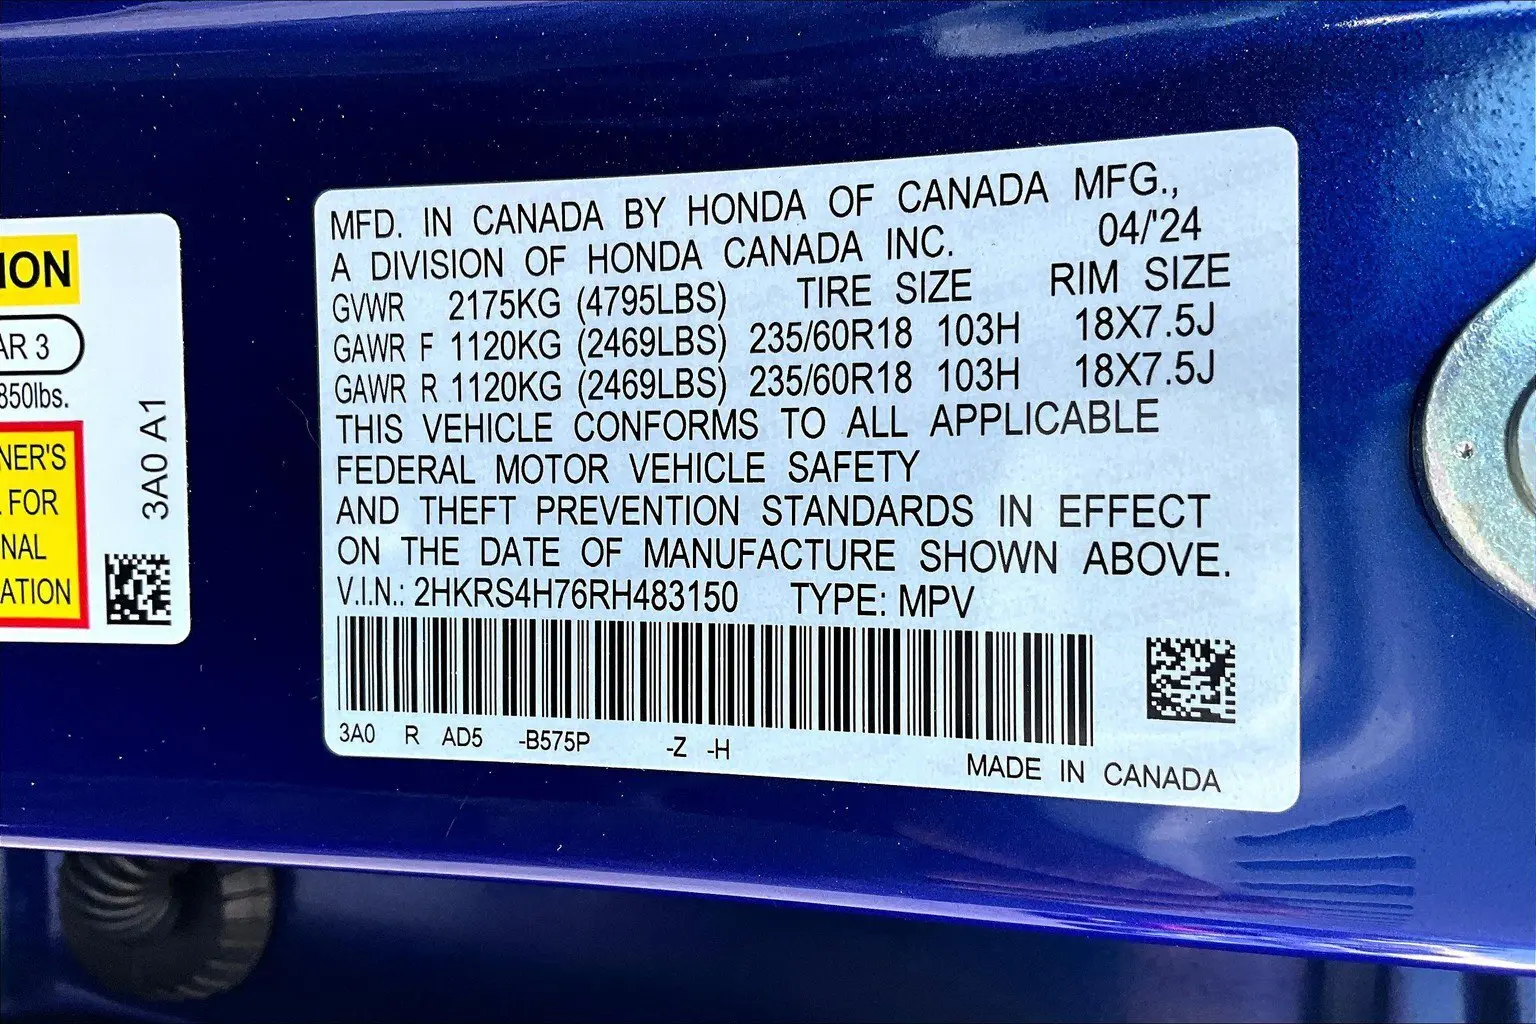 ION
AR 3
850lbs.
NER'S
FOR
NAL
ATION
3A0 A1
MFD. IN CANADA BY HONDA OF CANADA MFG.,
A DIVISION OF HONDA CANADA INC. 04/'24
GVWR 2175KG (4795LBS) TIRE SIZE RIM SIZE
GAWR F 1120KG (2469LBS) 235/60R18 103H 18X7.5J
GAWR R 1120KG (2469LBS) 235/60R18 103H 18X7.5J
THIS VEHICLE CONFORMS TO ALL APPLICABLE
FEDERAL MOTOR VEHICLE SAFETY
AND THEFT PREVENTION STANDARDS IN EFFECT
ON THE DATE OF MANUFACTURE SHOWN ABOVE.
V.I.N.: 2HKRS4H76RH483150 TYPE: MPV
3A0 R AD5 -B575P -Z -H
MADE IN CANADA